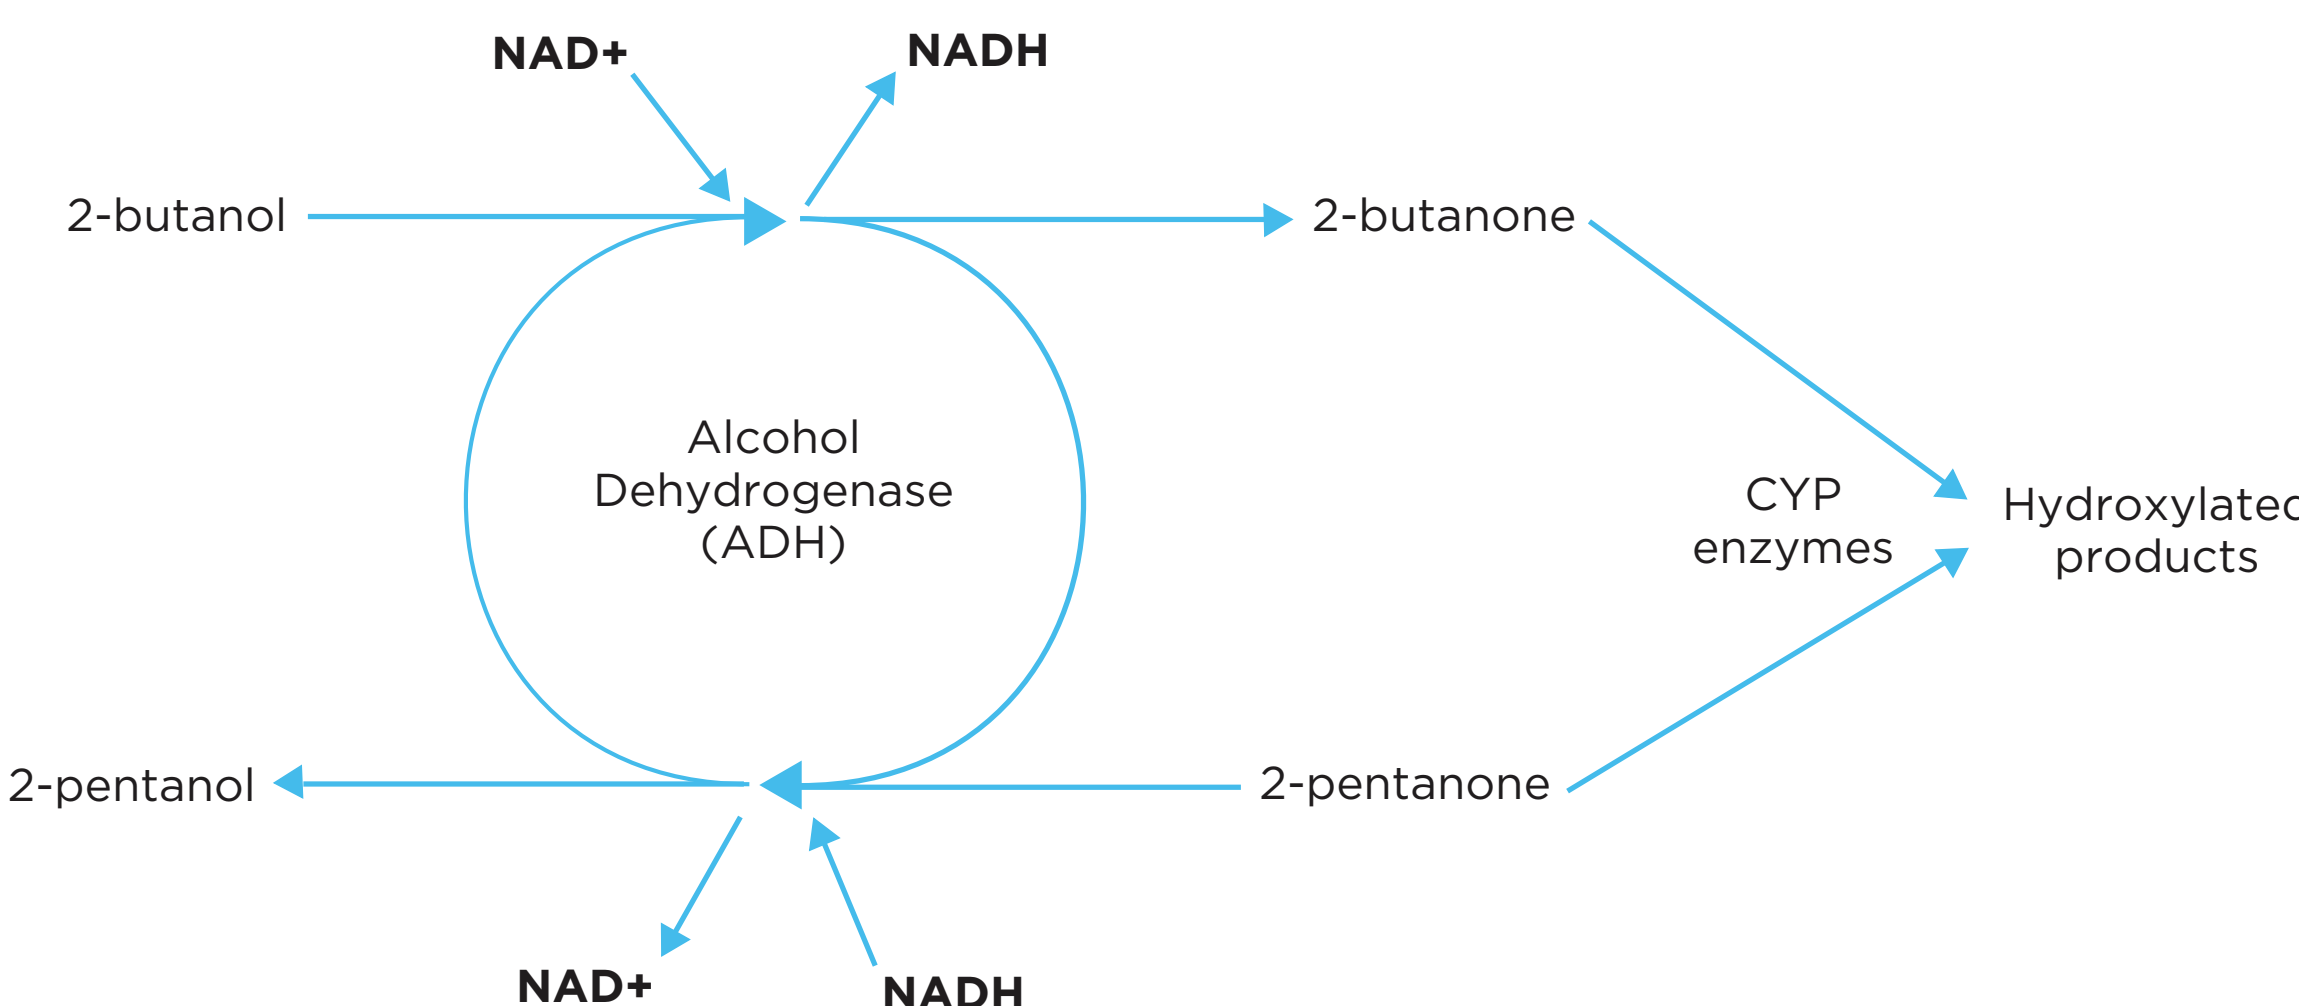 NAD+
NADH
2-butanol
2-butanone
Alcohol
Dehydrogenase
(ADH)
CYP
enzymes
Hydroxylated
products
2-pentanol
2-pentanone
NAD+
NADH